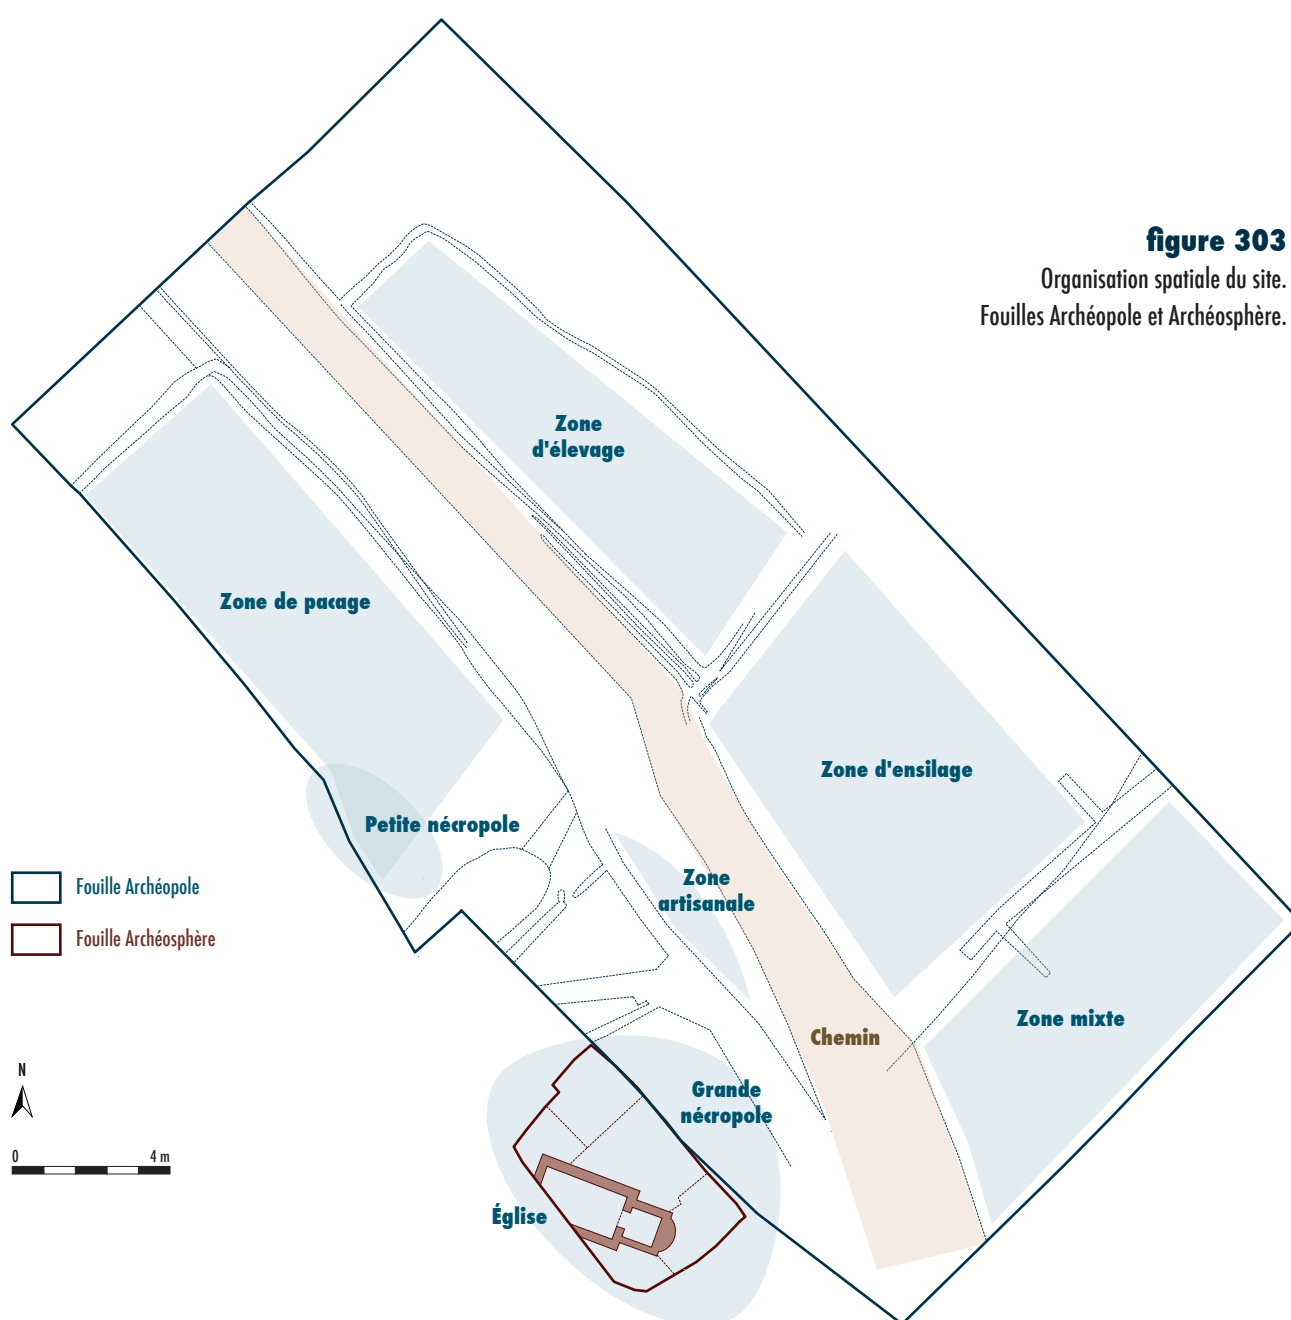 figure 303
Organisation spatiale du site.
Fouilles Archéopole et Archéosphère.
Zone
d'élevage
Zone de pacage
Zone d'ensilage
Petite nécropole
Zone
artisanale
Fouille Archéopole
Fouille Archéosphère
Zone mixte
Chemin
Grande
nécropole
Église
N
0 4 m